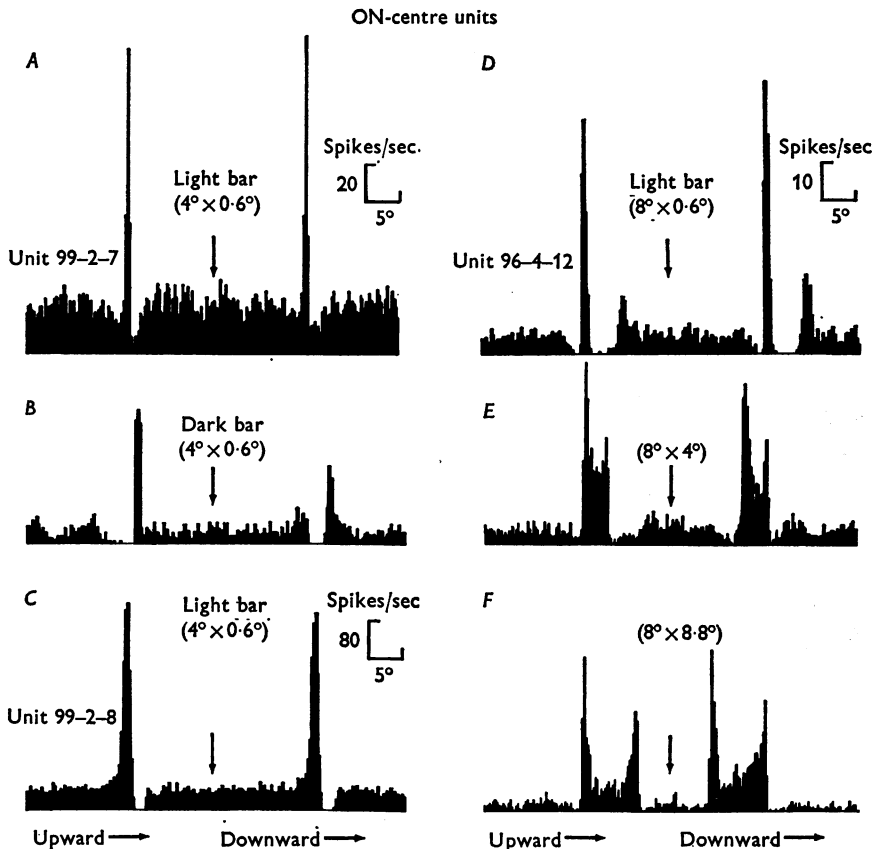 ON-centre units
A
Spikes/sec.
20
5°
Light bar
(4° × 0·6°)
Unit 99–2–7
B
Dark bar
(4° × 0·6°)
C
Light bar
(4° × 0·6°)
Spikes/sec
80
5°
Unit 99–2–8
Upward
Downward
D
Spikes/sec
10
5°
Light bar
(8° × 0·6°)
Unit 96–4–12
E
(8° × 4°)
F
(8° × 8·8°)
Upward
Downward